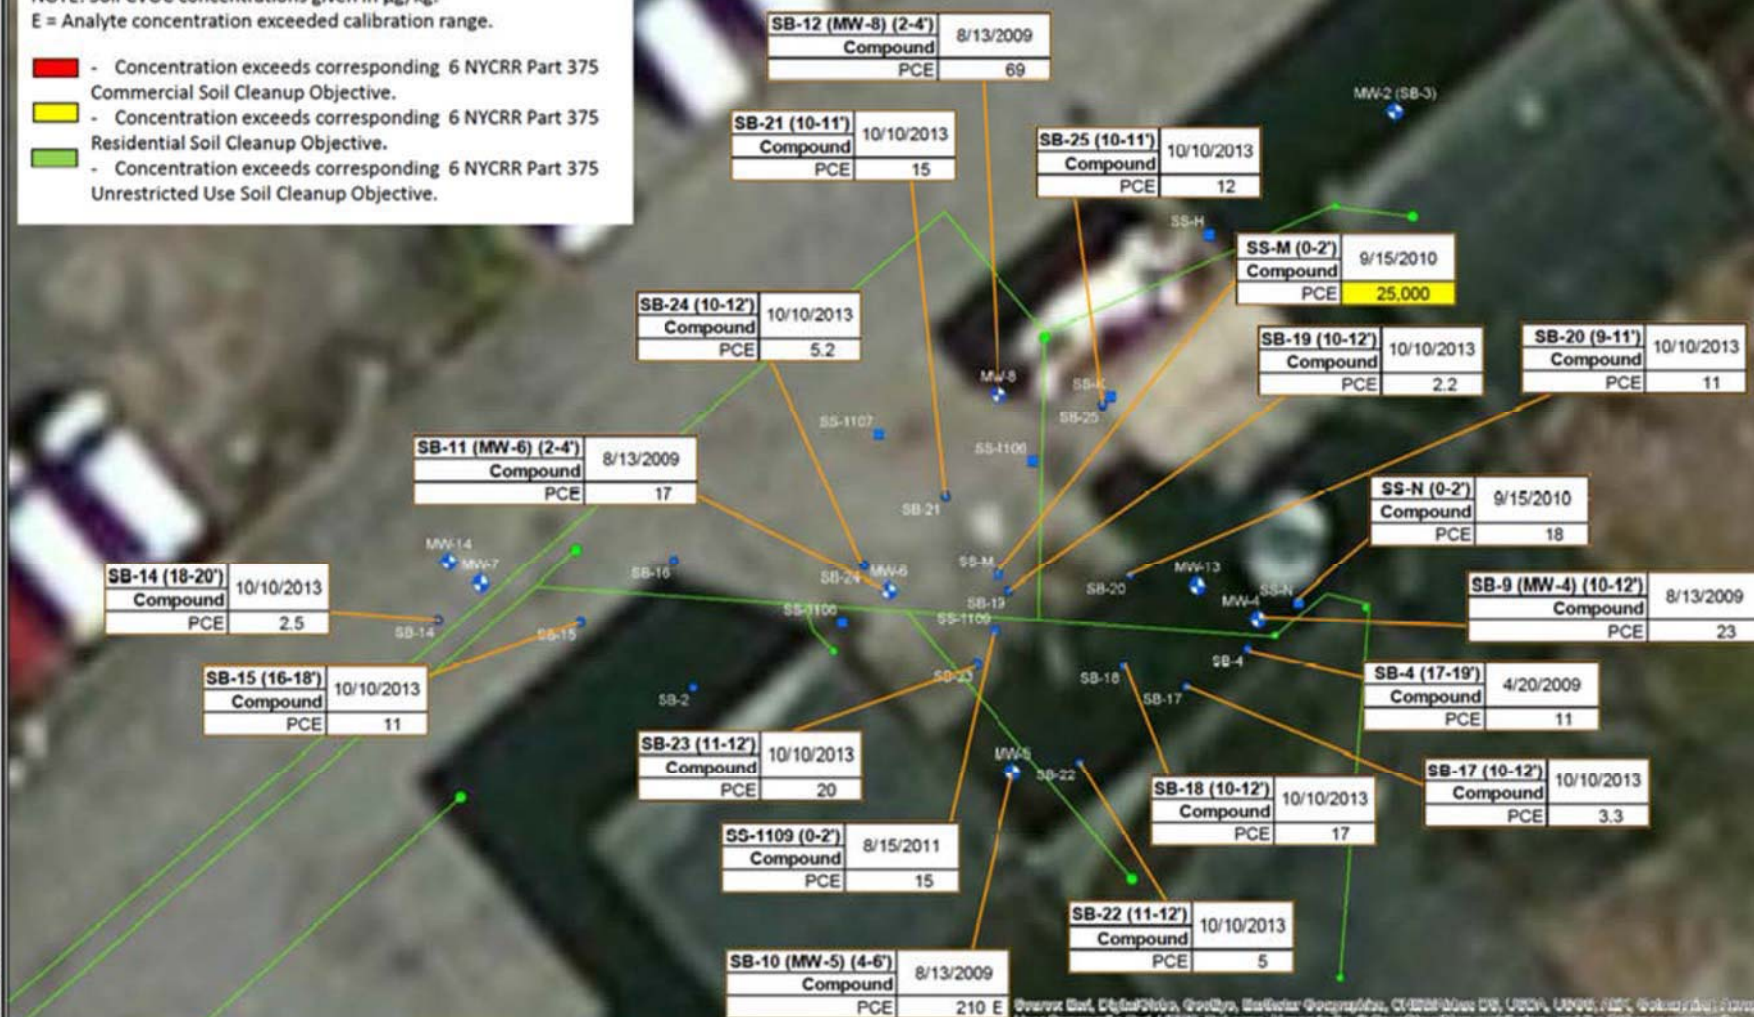 E = Analyte concentration exceeded calibration range.
- Concentration exceeds corresponding 6 NYCRR Part 375
Commercial Soil Cleanup Objective.
- Concentration exceeds corresponding 6 NYCRR Part 375
Residential Soil Cleanup Objective.
- Concentration exceeds corresponding 6 NYCRR Part 375
Unrestricted Use Soil Cleanup Objective.
SB-12 (MW-8) (2-4') 8/13/2009
Compound
PCE 69
MW-2 (SB-3)
SB-21 (10-11') 10/10/2013
Compound
PCE 15
SB-25 (10-11') 10/10/2013
Compound
PCE 12
SS-H
SS-M (0-2') 9/15/2010
Compound
PCE 25,000
SB-24 (10-12') 10/10/2013
Compound
PCE 5.2
SB-19 (10-12') 10/10/2013
Compound
PCE 2.2
SB-20 (9-11') 10/10/2013
Compound
PCE 11
MW-8
SB-25
SS-1107
SS-1106
SB-11 (MW-6) (2-4') 8/13/2009
Compound
PCE 17
SB-21
SS-N (0-2') 9/15/2010
Compound
PCE 18
MW-14
MW-7
SB-16
SB-24
MW-6
SS-M
SB-19
SB-20
MW-13
SS-N
MW-4
SB-14 (18-20') 10/10/2013
Compound
PCE 2.5
SB-9 (MW-4) (10-12') 8/13/2009
Compound
PCE 23
SB-14
SB-15
SS-1109
SB-4
SB-15 (16-18') 10/10/2013
Compound
PCE 11
SB-2
SB-23
SB-18
SB-17
SB-4 (17-19') 4/20/2009
Compound
PCE 11
SB-23 (11-12') 10/10/2013
Compound
PCE 20
MW-5
SB-22
SB-18 (10-12') 10/10/2013
Compound
PCE 17
SB-17 (10-12') 10/10/2013
Compound
PCE 3.3
SS-1109 (0-2') 8/15/2011
Compound
PCE 15
SB-22 (11-12') 10/10/2013
Compound
PCE 5
SB-10 (MW-5) (4-6') 8/13/2009
Compound
PCE 210 E